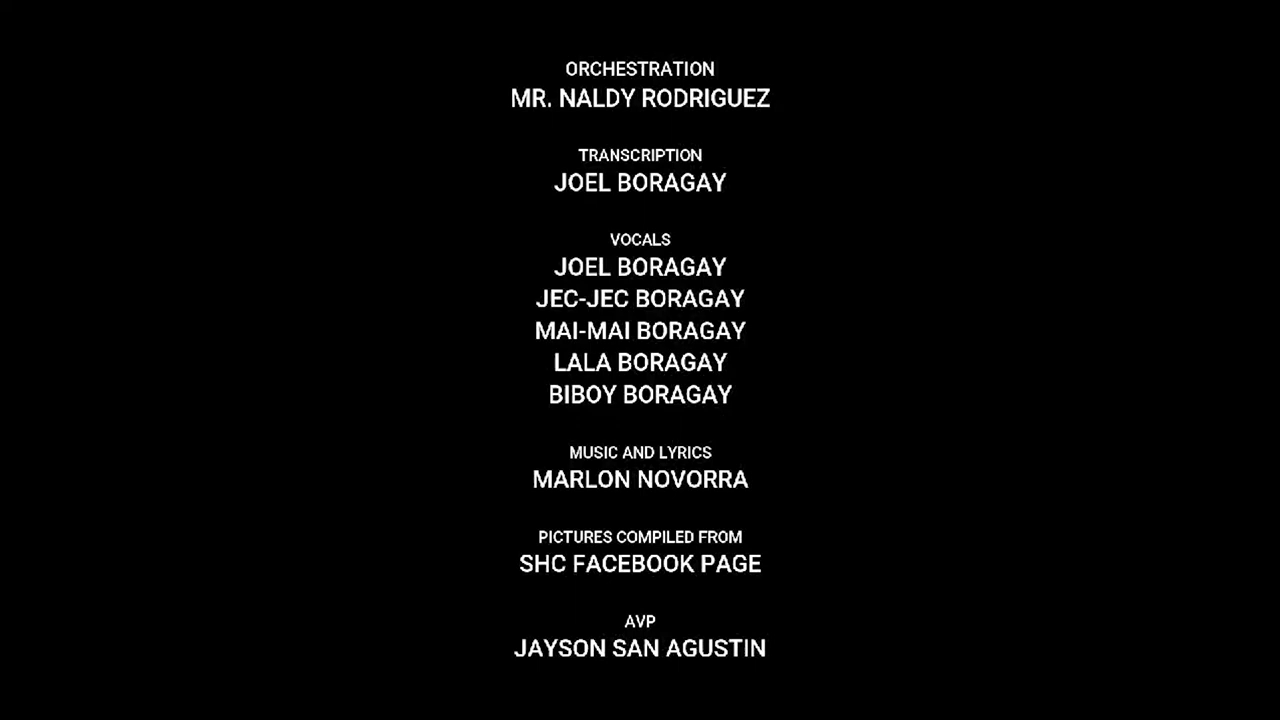 ORCHESTRATION
MR. NALDY RODRIGUEZ
TRANSCRIPTION
JOEL BORAGAY
VOCALS
JOEL BORAGAY
JEC-JEC BORAGAY
MAI-MAI BORAGAY
LALA BORAGAY
BIBOY BORAGAY
MUSIC AND LYRICS
MARLON NOVORRA
PICTURES COMPILED FROM
SHC FACEBOOK PAGE
AVP
JAYSON SAN AGUSTIN